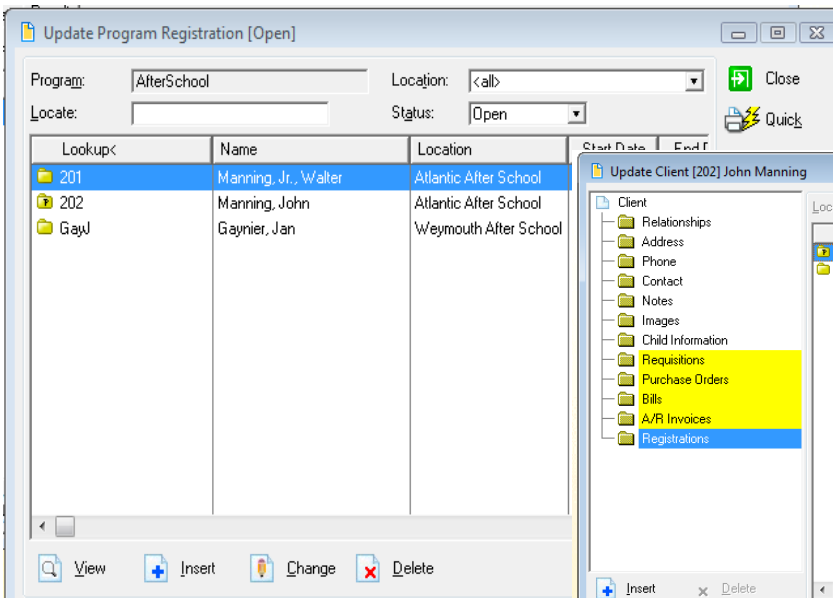 Update Program Registration [Open]
Program: AfterSchool Location: <all> Close
Locate: Status: Open Quick
Lookup< Name Location Start Date End
201 Manning, Jr., Walter Atlantic After School
202 Manning, John Atlantic After School
GayJ Gaynier, Jan Weymouth After School
View Insert Change Delete
Update Client [202] John Manning
Client
Relationships
Address
Phone
Contact
Notes
Images
Child Information
Requisitions
Purchase Orders
Bills
A/R Invoices
Registrations
Loc
Insert Delete